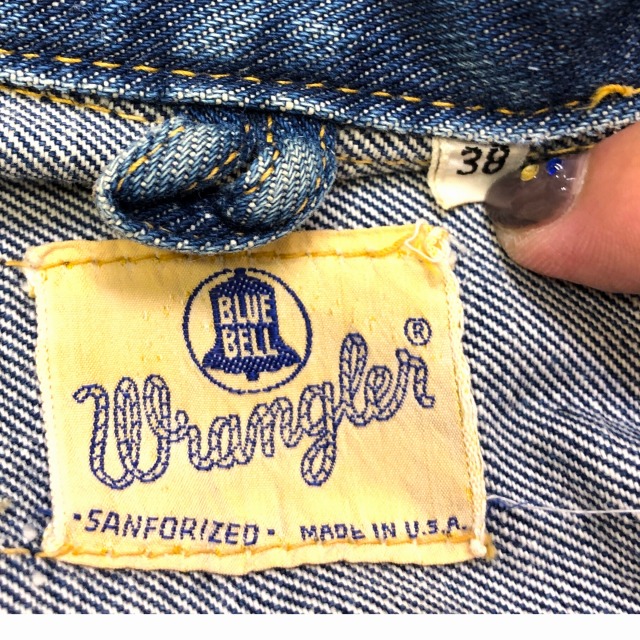 38
BLUE
BELL
Wrangler®
-SANFORIZED- MADE IN U.S.A.